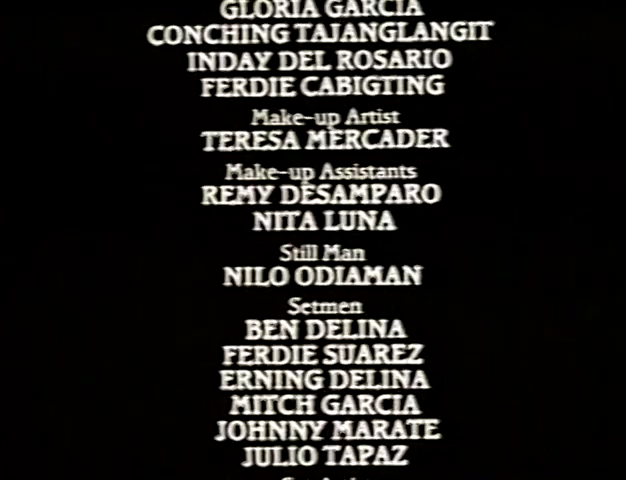 GLORIA GARCIA
CONCHING TAJANGLANGIT
INDAY DEL ROSARIO
FERDIE CABIGTING
Make-up Artist
TERESA MERCADER
Make-up Assistants
REMY DESAMPARO
NITA LUNA
Still Man
NILO ODIAMAN
Setmen
BEN DELINA
FERDIE SUAREZ
ERNING DELINA
MITCH GARCIA
JOHNNY MARATE
JULIO TAPAZ